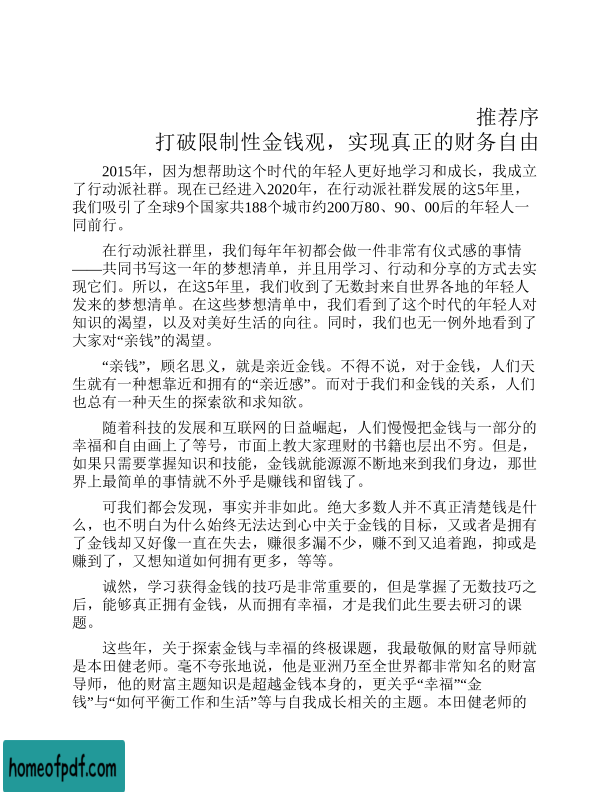 推荐序
打破限制性金钱观，实现真正的财务自由
2015年，因为想帮助这个时代的年轻人更好地学习和成长，我成立
了行动派社群。现在已经进入2020年，在行动派社群发展的这5年里，
我们吸引了全球9个国家共188个城市约200万80、90、00后的年轻人一
同前行。
在行动派社群里，我们每年年初都会做一件非常有仪式感的事情
——共同书写这一年的梦想清单，并且用学习、行动和分享的方式去实
现它们。所以，在这5年里，我们收到了无数封来自世界各地的年轻人
发来的梦想清单。在这些梦想清单中，我们看到了这个时代的年轻人对
知识的渴望，以及对美好生活的向往。同时，我们也无一例外地看到了
大家对“亲钱”的渴望。
“亲钱”，顾名思义，就是亲近金钱。不得不说，对于金钱，人们天
生就有一种想靠近和拥有的“亲近感”。而对于我们和金钱的关系，人们
也总有一种天生的探索欲和求知欲。
随着科技的发展和互联网的日益崛起，人们慢慢把金钱与一部分的
幸福和自由画上了等号，市面上教大家理财的书籍也层出不穷。但是，
如果只需要掌握知识和技能，金钱就能源源不断地来到我们身边，那世
界上最简单的事情就不外乎是赚钱和留钱了。
可我们都会发现，事实并非如此。绝大多数人并不真正清楚钱是什
么，也不明白为什么始终无法达到心中关于金钱的目标，又或者是拥有
了金钱却又好像一直在失去，赚很多漏不少，赚不到又追着跑，抑或是
赚到了，又想知道如何拥有更多，等等。
诚然，学习获得金钱的技巧是非常重要的，但是掌握了无数技巧之
后，能够真正拥有金钱，从而拥有幸福，才是我们此生要去研习的课
题。
这些年，关于探索金钱与幸福的终极课题，我最敬佩的财富导师就
是本田健老师。毫不夸张地说，他是亚洲乃至全世界都非常知名的财富
导师，他的财富主题知识是超越金钱本身的，更关乎“幸福”“金
钱”与“如何平衡工作和生活”等与自我成长相关的主题。本田健老师的
homeofpdf.com